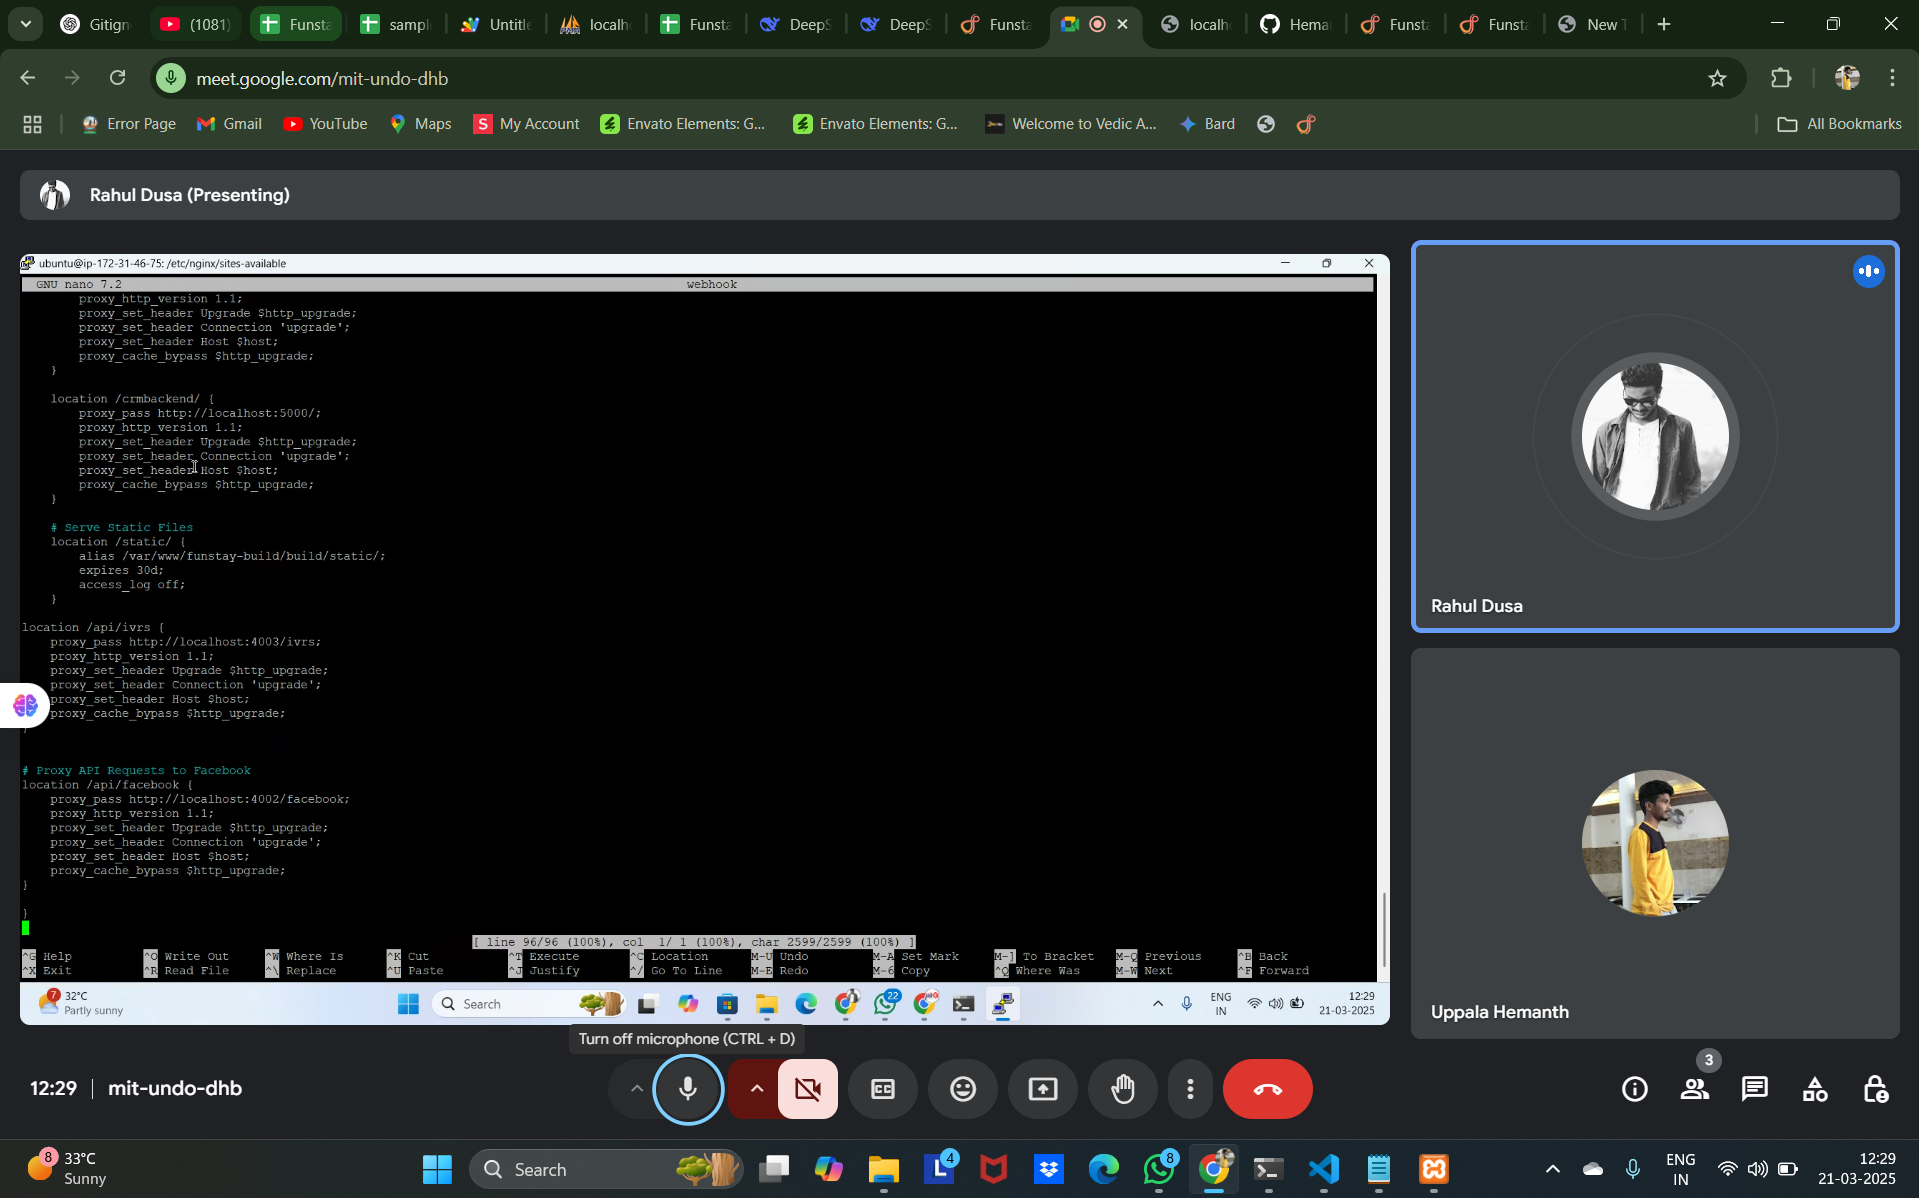 Gitign
(1081)
Funsta
sampl
Untitle
localh
Funsta
DeepS
DeepS
Funsta
localh
Hema
Funsta
Funsta
New T
meet.google.com/mit-undo-dhb
Error Page
Gmail
YouTube
Maps
My Account
Envato Elements: G...
Envato Elements: G...
Welcome to Vedic A...
Bard
All Bookmarks
Rahul Dusa (Presenting)
ubuntu@ip-172-31-46-75: /etc/nginx/sites-available
GNU nano 7.2 webhook
proxy_http_version 1.1;
proxy_set_header Upgrade $http_upgrade;
proxy_set_header Connection 'upgrade';
proxy_set_header Host $host;
proxy_cache_bypass $http_upgrade;
}
location /crmbackend/ {
proxy_pass http://localhost:5000/;
proxy_http_version 1.1;
proxy_set_header Upgrade $http_upgrade;
proxy_set_header Connection 'upgrade';
proxy_set_header Host $host;
proxy_cache_bypass $http_upgrade;
}
# Serve Static Files
location /static/ {
alias /var/www/funstay-build/build/static/;
expires 30d;
access_log off;
}
location /api/ivrs {
proxy_pass http://localhost:4003/ivrs;
proxy_http_version 1.1;
proxy_set_header Upgrade $http_upgrade;
proxy_set_header Connection 'upgrade';
proxy_set_header Host $host;
proxy_cache_bypass $http_upgrade;
}
# Proxy API Requests to Facebook
location /api/facebook {
proxy_pass http://localhost:4002/facebook;
proxy_http_version 1.1;
proxy_set_header Upgrade $http_upgrade;
proxy_set_header Connection 'upgrade';
proxy_set_header Host $host;
proxy_cache_bypass $http_upgrade;
}
}
[ line 96/96 (100%), col 1/ 1 (100%), char 2599/2599 (100%) ]
^G Help ^O Write Out ^W Where Is ^K Cut ^T Execute ^C Location M-U Undo M-A Set Mark M-] To Bracket M-Q Previous ^B Back
^X Exit ^R Read File ^\ Replace ^U Paste ^J Justify ^/ Go To Line M-E Redo M-6 Copy ^Q Where Was M-W Next ^F Forward
7
32°C
Partly sunny
Search
22
ENG
IN
12:29
21-03-2025
Rahul Dusa
Uppala Hemanth
Turn off microphone (CTRL + D)
12:29 | mit-undo-dhb
3
8
33°C
Sunny
Search
4
8
ENG
IN
12:29
21-03-2025